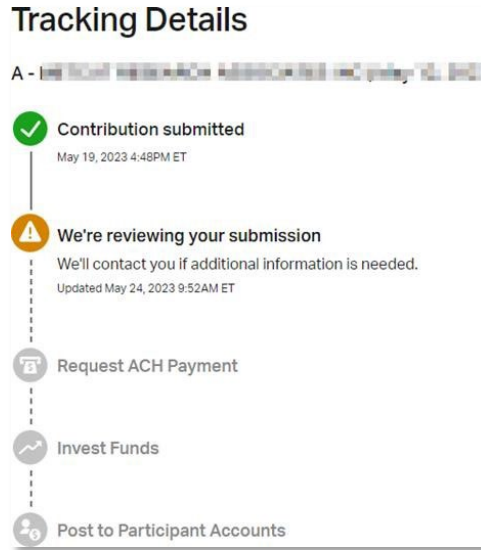 Tracking Details
A -
Contribution submitted
May 19, 2023 4:48PM ET
We're reviewing your submission
We'll contact you if additional information is needed.
Updated May 24, 2023 9:52AM ET
Request ACH Payment
Invest Funds
Post to Participant Accounts